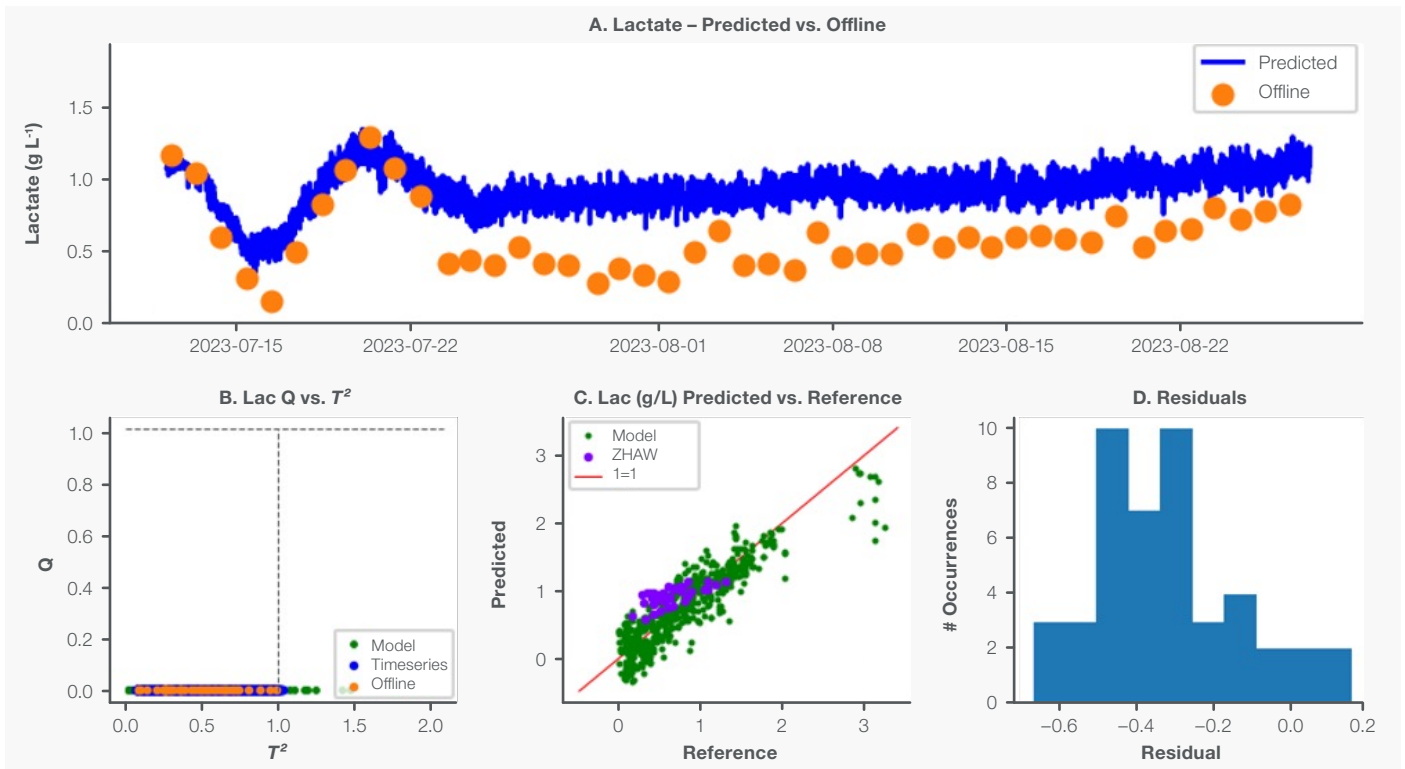 A. Lactate – Predicted vs. Offline
Predicted
Offline
Lactate (g L⁻¹)
1.5
1.0
0.5
0.0
2023-07-15 2023-07-22 2023-08-01 2023-08-08 2023-08-15 2023-08-22
B. Lac Q vs. T²
Q
1.0
0.8
0.6
0.4
0.2
0.0
Model
Timeseries
Offline
0.0 0.5 1.0 1.5 2.0
T²
C. Lac (g/L) Predicted vs. Reference
Model
ZHAW
1=1
Predicted
3
2
1
0
0 1 2 3
Reference
D. Residuals
# Occurrences
10
8
6
4
2
0
−0.6 −0.4 −0.2 0.0 0.2
Residual